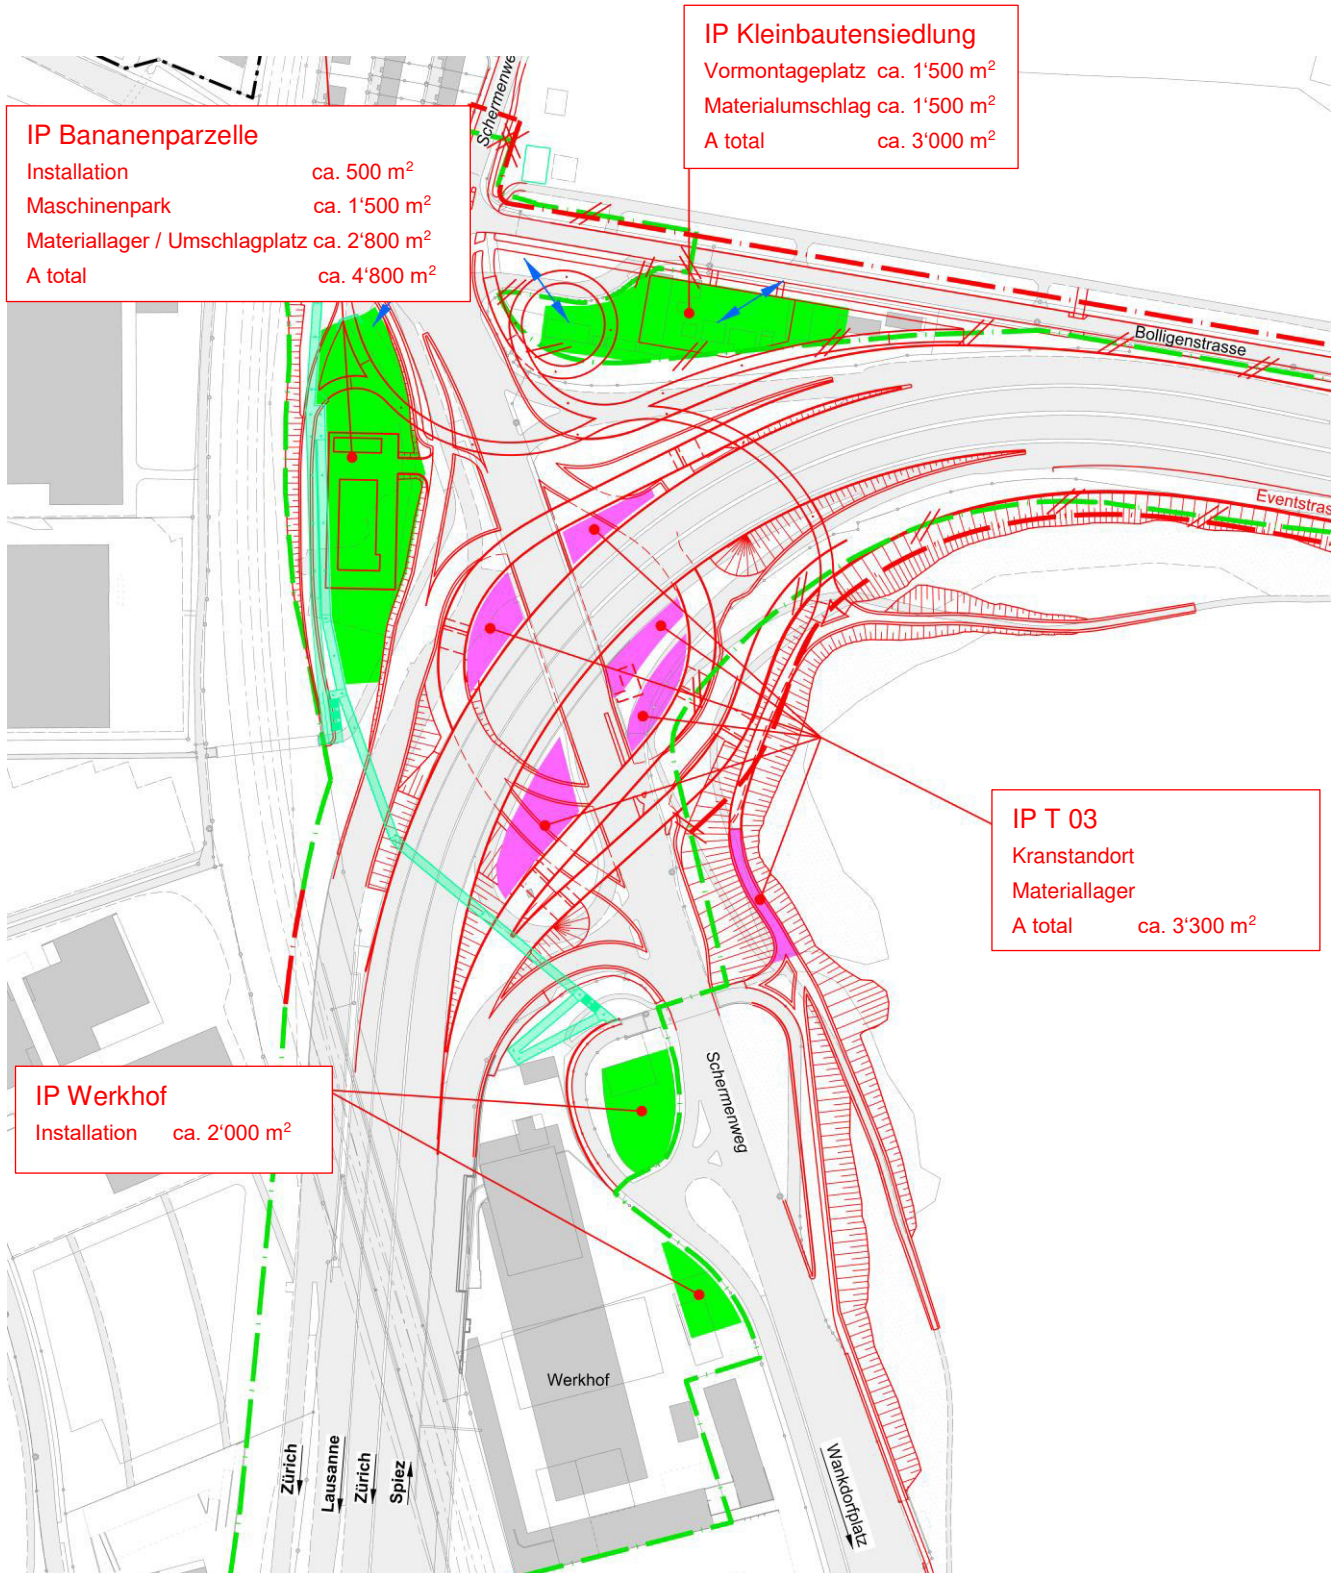 IP Kleinbautensiedlung
Vormontageplatz ca. 1‘500 m²
Materialumschlag ca. 1‘500 m²
A total ca. 3‘000 m²
Schermenweg
IP Bananenparzelle
Installation ca. 500 m²
Maschinenpark ca. 1‘500 m²
Materiallager / Umschlagplatz ca. 2‘800 m²
A total ca. 4‘800 m²
Bolligenstrasse
Eventstras
IP T 03
Kranstandort
Materiallager
A total ca. 3‘300 m²
Schermenweg
IP Werkhof
Installation ca. 2‘000 m²
Werkhof
Zürich
Lausanne
Zürich
Spiez
Wankdorfplatz